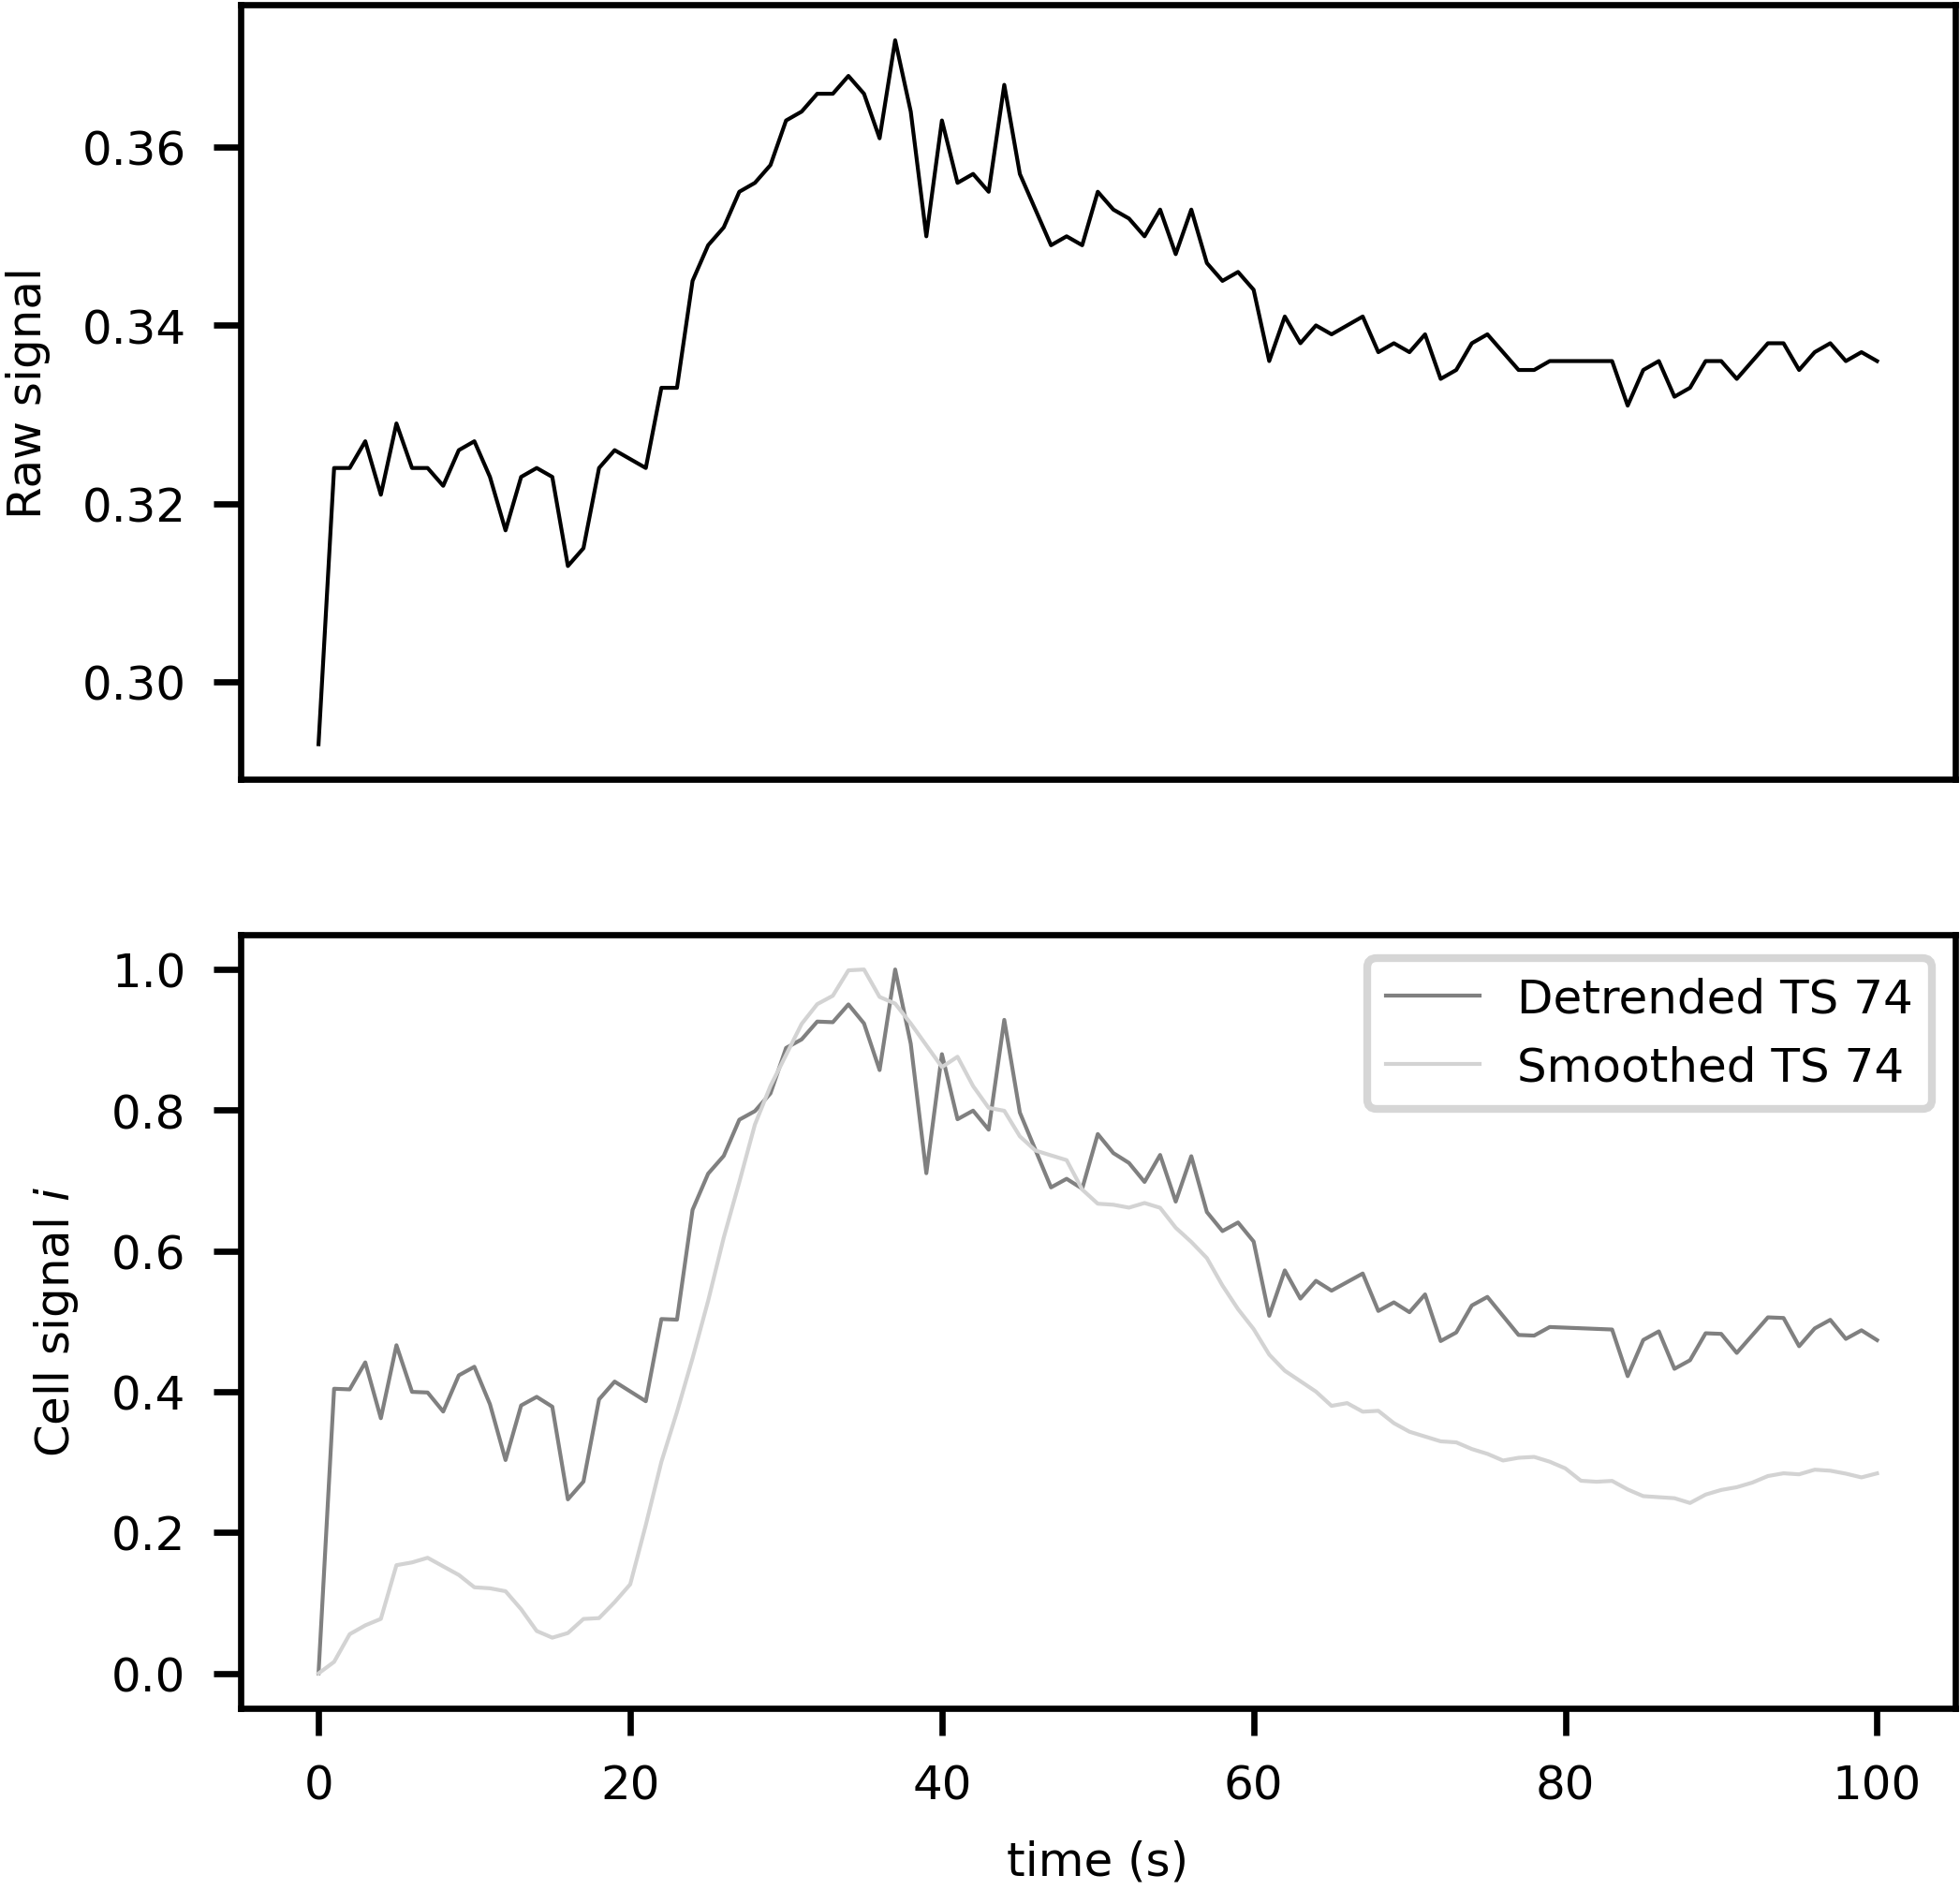 Raw signal
0.36
0.34
0.32
0.30
Cell signal i
1.0
0.8
0.6
0.4
0.2
0.0
Detrended TS 74
Smoothed TS 74
0 20 40 60 80 100
time (s)